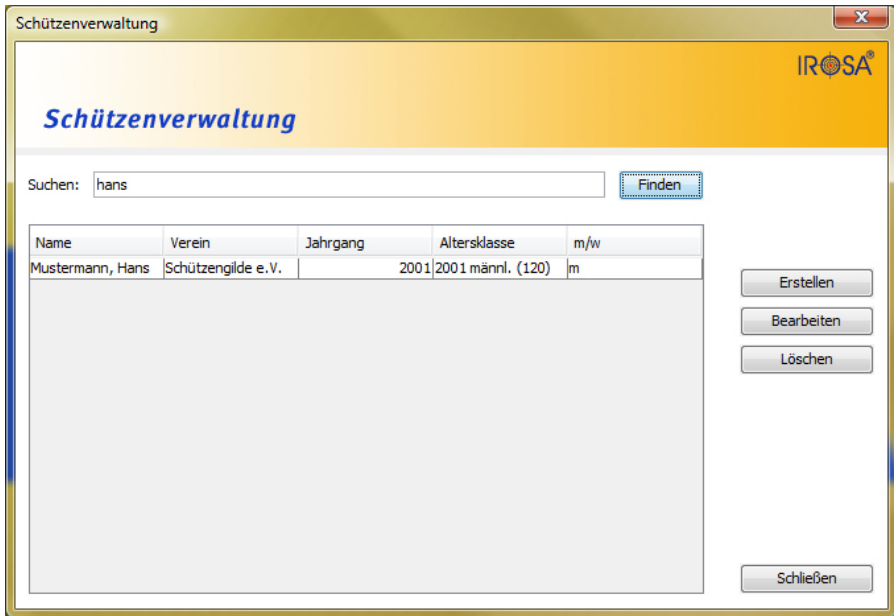 Schützenverwaltung
IROSA®
Schützenverwaltung
Suchen: hans Finden
Name Verein Jahrgang Altersklasse m/w
Mustermann, Hans Schützengilde e.V. 2001 2001 männl. (120) m
Erstellen
Bearbeiten
Löschen
Schließen